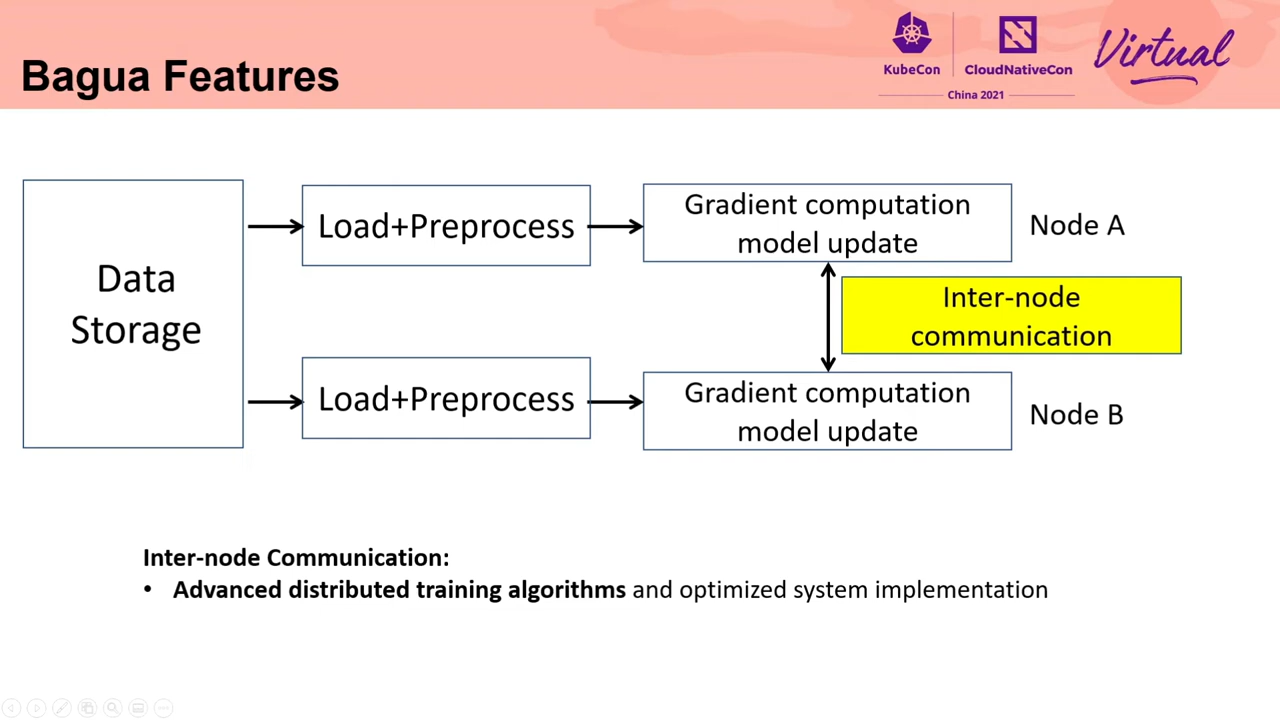 Bagua Features
KubeCon
CloudNativeCon
China 2021
Virtual
Data
Storage
Load+Preprocess
Gradient computation
model update
Node A
Inter-node
communication
Load+Preprocess
Gradient computation
model update
Node B
Inter-node Communication:
• Advanced distributed training algorithms and optimized system implementation